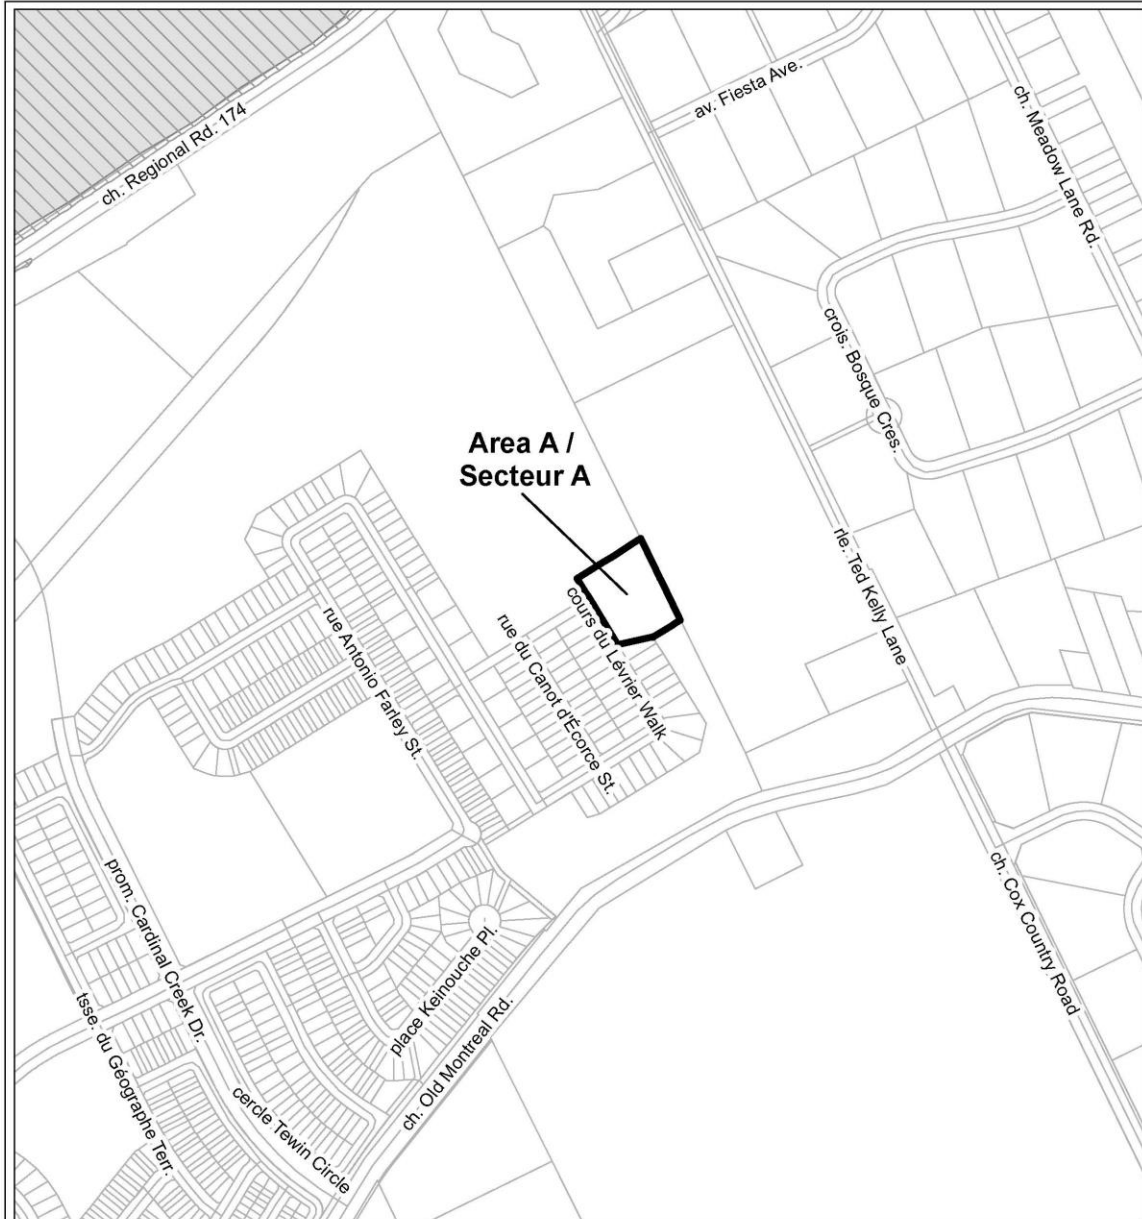 ch. Regional Rd. 174
av. Fiesta Ave.
ch. Meadow Lane Rd.
crois. Bosque Cres.
Area A /
Secteur A
rle. Ted Kelly Lane
cours du Lévrier Walk
rue du Canot d'Écorce St.
rue Antonio Farley St.
prom. Cardinal Creek Dr.
place Keinouche Pl.
ch. Cox Country Road
tsse. du Géographe Terr.
ch. Old Montreal Rd.
cercle Tewin Circle